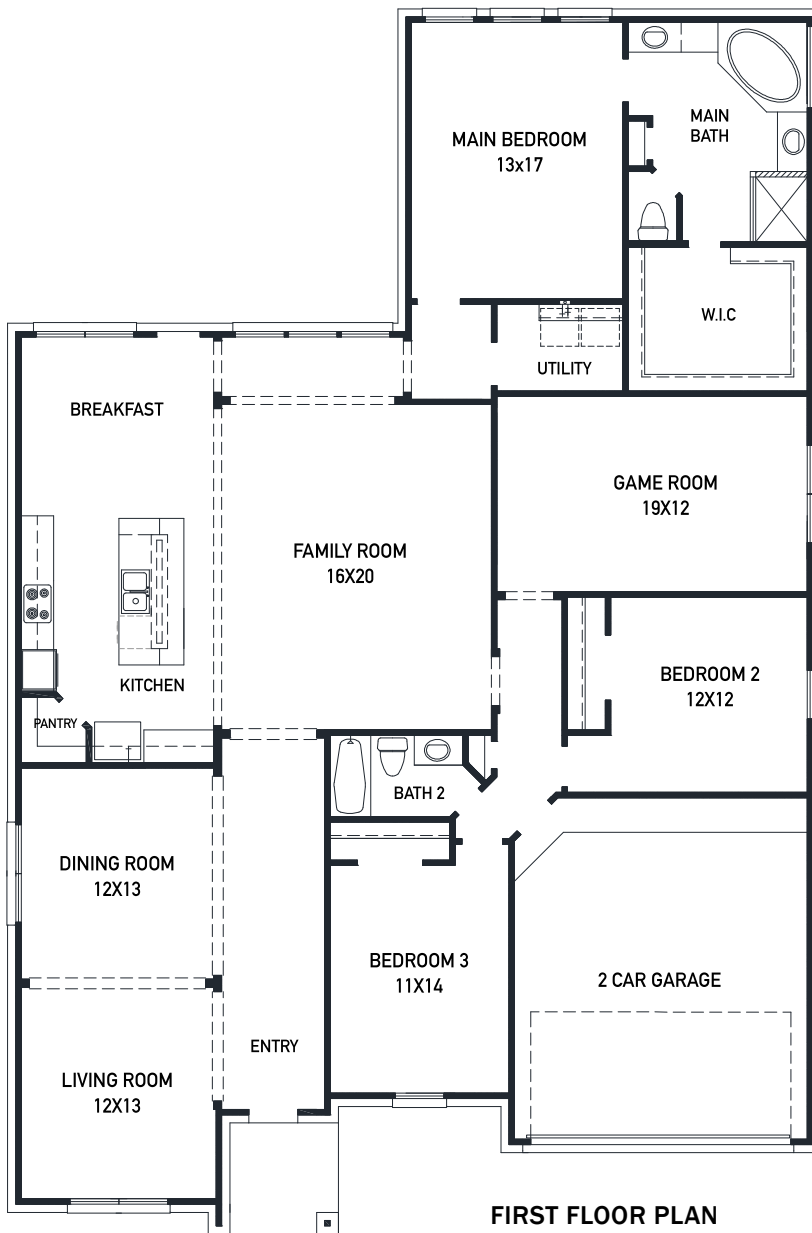 MAIN BEDROOM
13x17
MAIN
BATH
W.I.C
UTILITY
BREAKFAST
GAME ROOM
19X12
FAMILY ROOM
16X20
KITCHEN
BEDROOM 2
12X12
PANTRY
BATH 2
DINING ROOM
12X13
BEDROOM 3
11X14
2 CAR GARAGE
ENTRY
LIVING ROOM
12X13
FIRST FLOOR PLAN